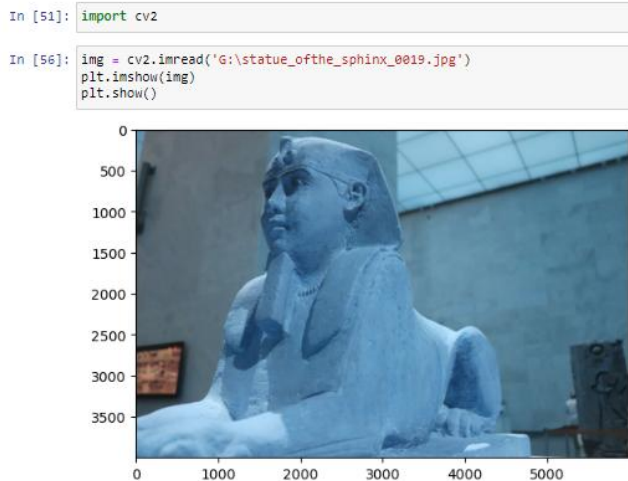 In [51]: import cv2
In [56]: img = cv2.imread('G:\statue_ofthe_sphinx_0019.jpg')
plt.imshow(img)
plt.show()
0
500
1000
1500
2000
2500
3000
3500
0 1000 2000 3000 4000 5000